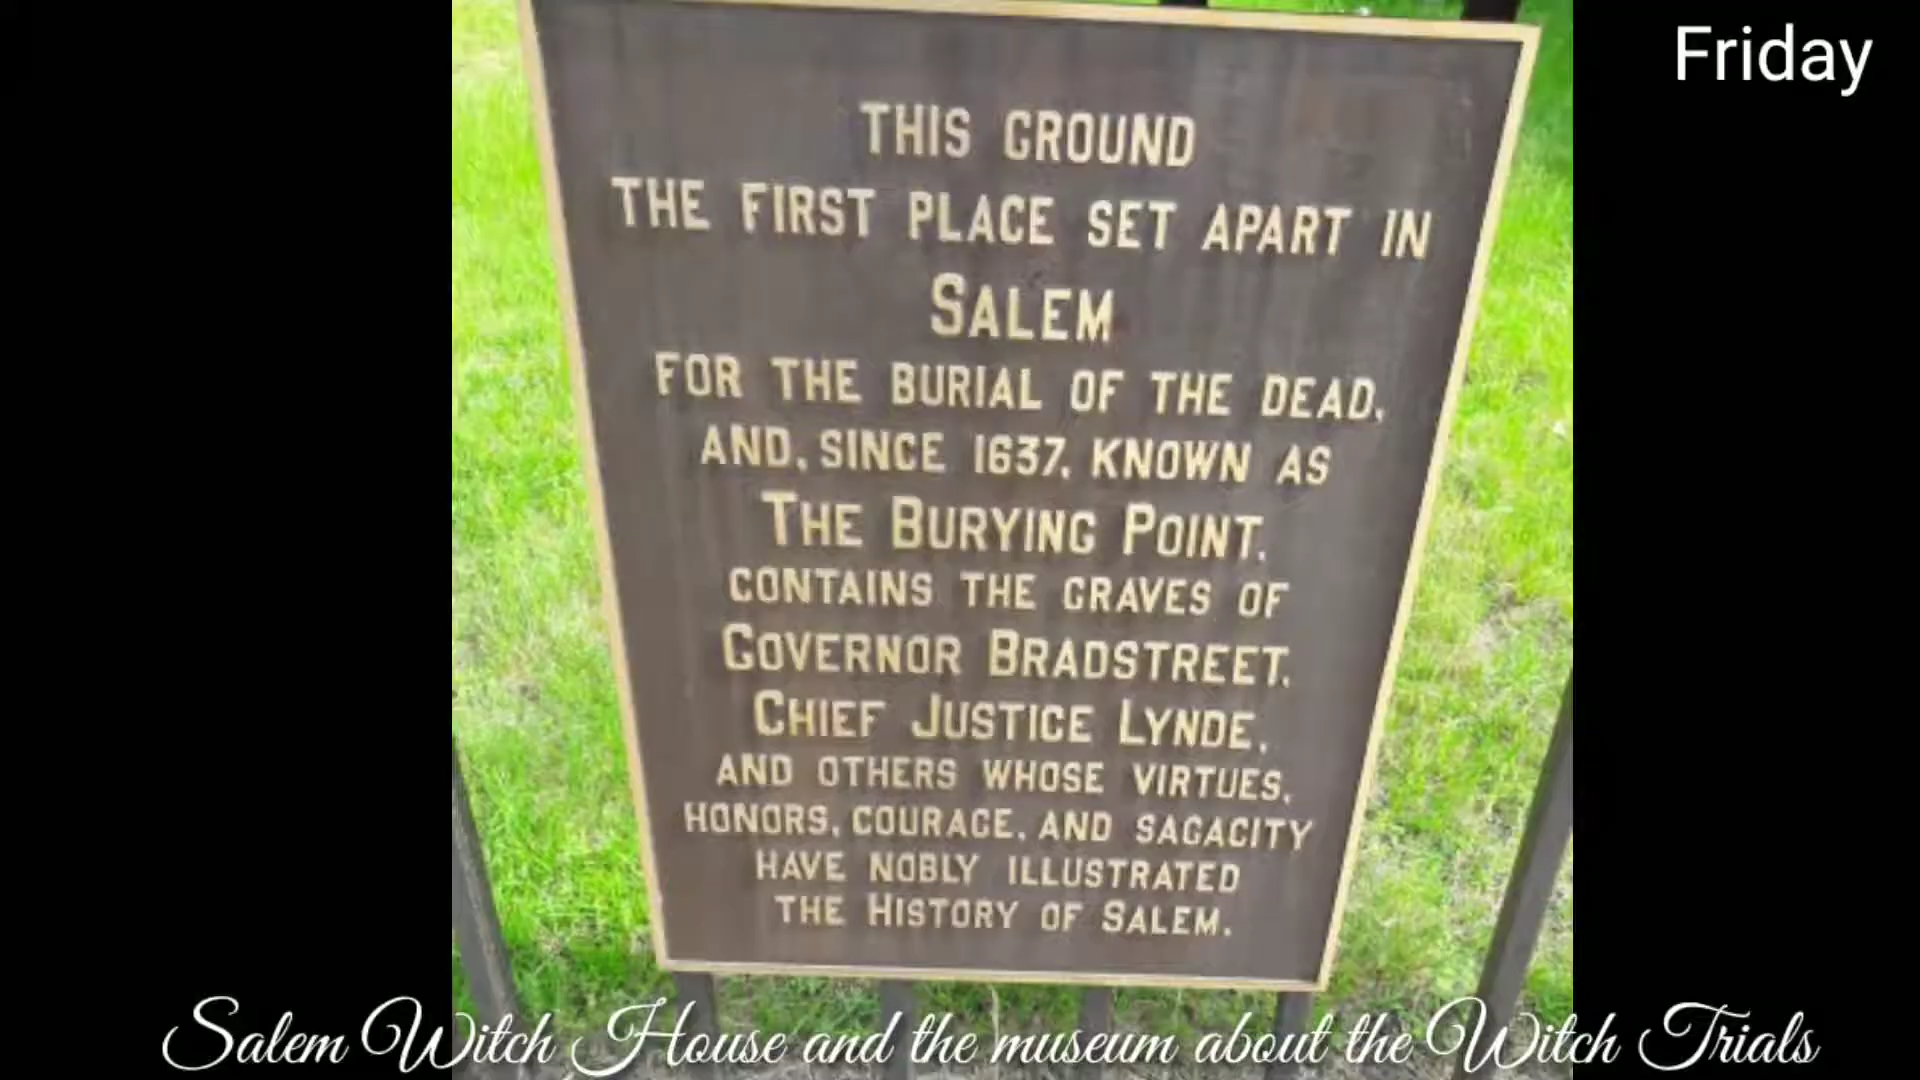 Friday
THIS GROUND
THE FIRST PLACE SET APART IN
SALEM
FOR THE BURIAL OF THE DEAD,
AND, SINCE 1637, KNOWN AS
THE BURYING POINT,
CONTAINS THE GRAVES OF
GOVERNOR BRADSTREET,
CHIEF JUSTICE LYNDE,
AND OTHERS WHOSE VIRTUES,
HONORS, COURAGE, AND SAGACITY
HAVE NOBLY ILLUSTRATED
THE HISTORY OF SALEM.
Salem Witch House and the museum about the Witch Trials